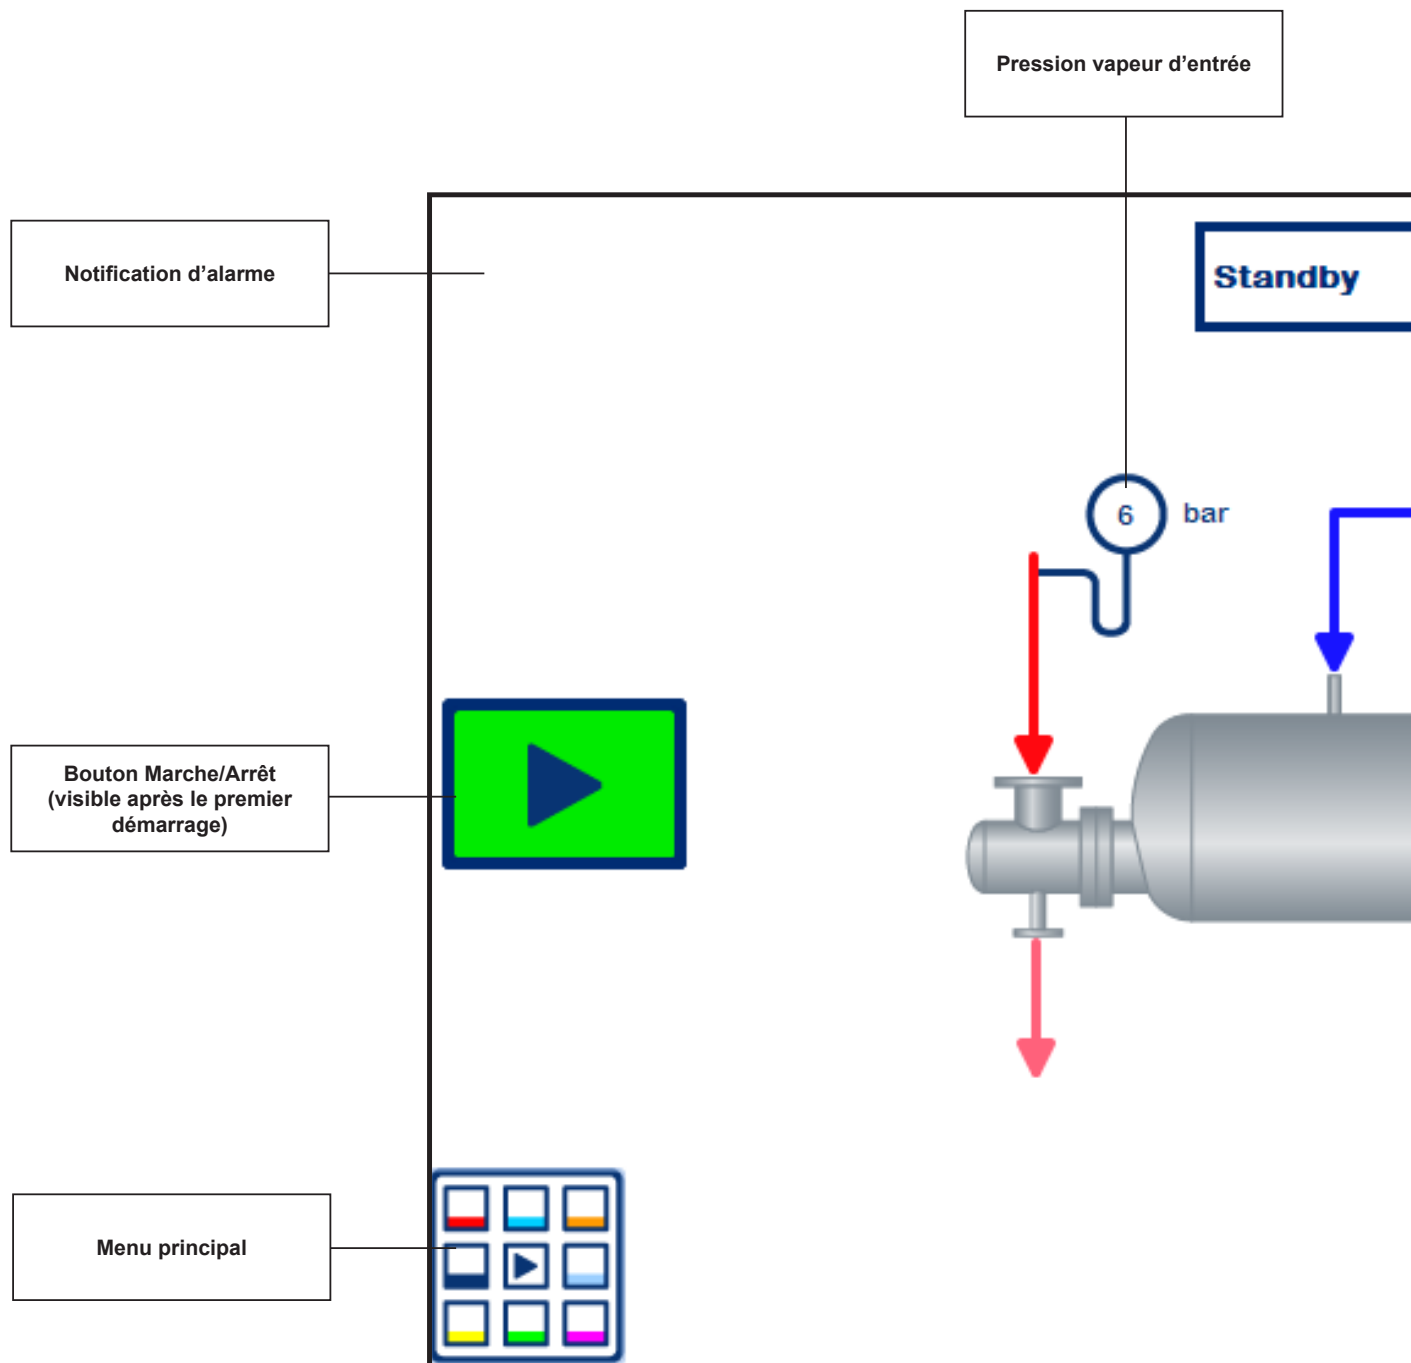 Pression vapeur d'entrée
Notification d’alarme
Standby
6 bar
Bouton Marche/Arrêt
(visible après le premier
démarrage)
Menu principal